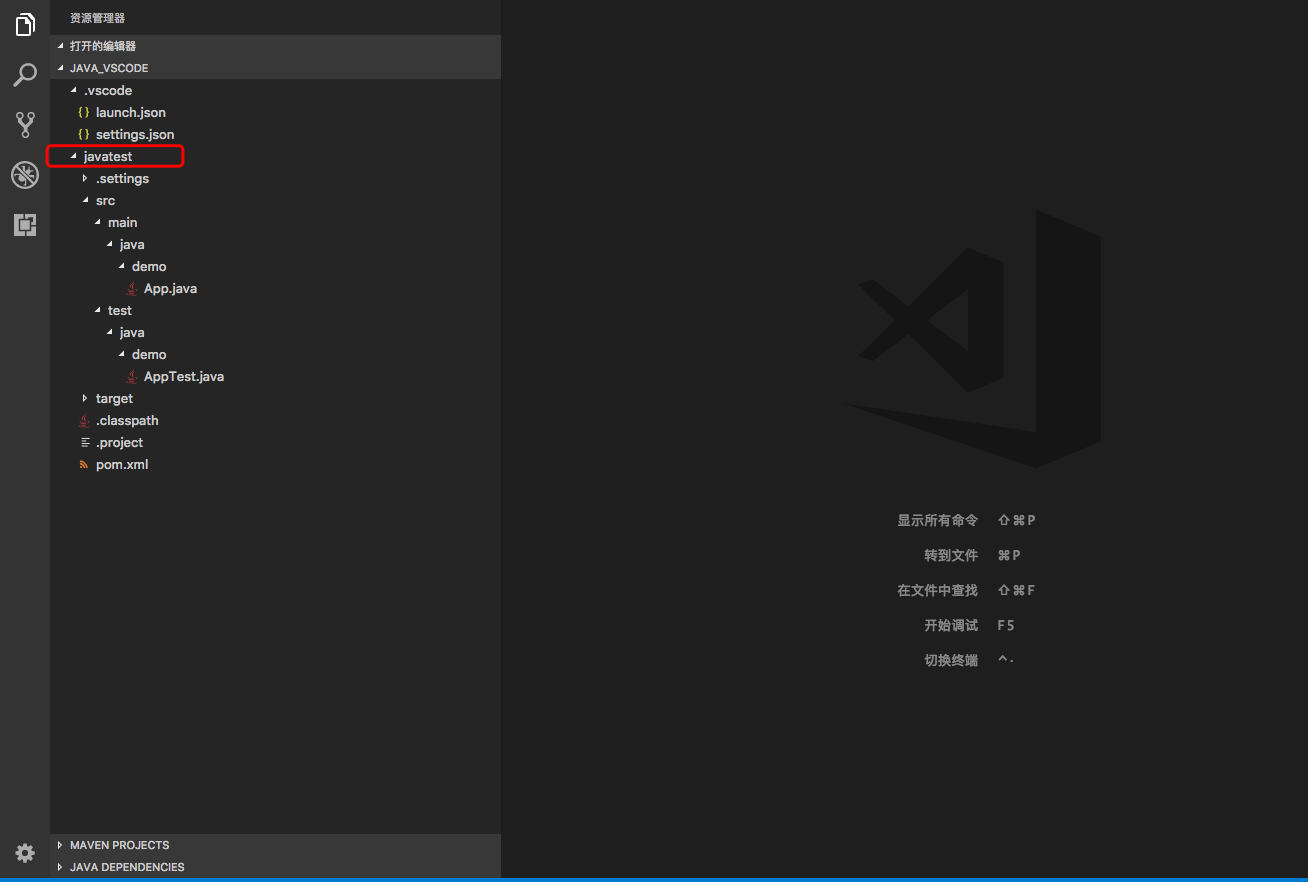 资源管理器
打开的编辑器
JAVA_VSCODE
.vscode
{} launch.json
{} settings.json
javatest
.settings
src
main
java
demo
App.java
test
java
demo
AppTest.java
target
.classpath
.project
pom.xml
显示所有命令 ⇧⌘P
转到文件 ⌘P
在文件中查找 ⇧⌘F
开始调试 F5
切换终端 ^·
MAVEN PROJECTS
JAVA DEPENDENCIES